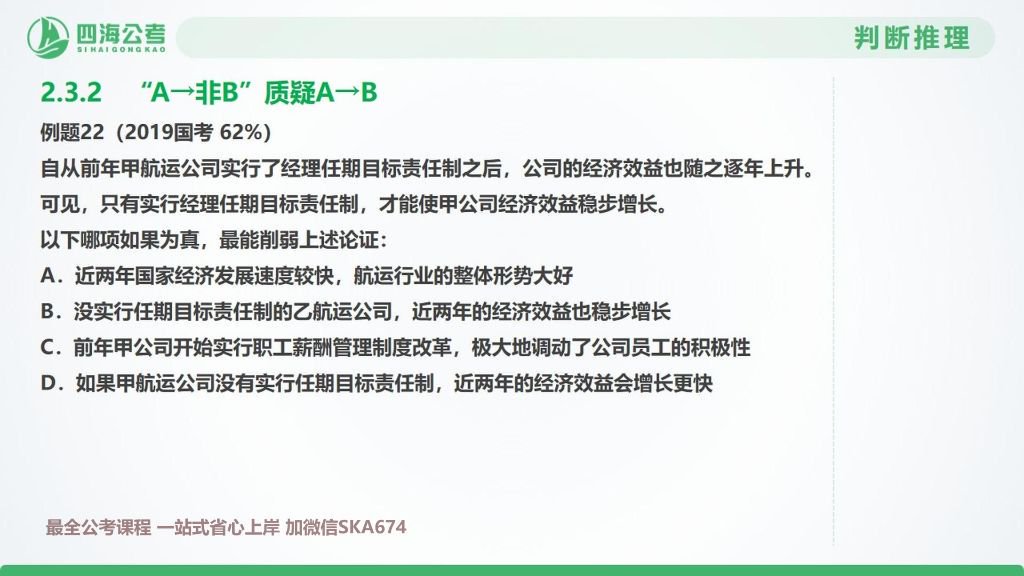 四海公考
SIHAIGONGKAO
判断推理
2.3.2 “A→非B”质疑A→B
例题22（2019国考 62%）
自从前年甲航运公司实行了经理任期目标责任制之后，公司的经济效益也随之逐年上升。
可见，只有实行经理任期目标责任制，才能使甲公司经济效益稳步增长。
以下哪项如果为真，最能削弱上述论证：
A．近两年国家经济发展速度较快，航运行业的整体形势大好
B．没实行任期目标责任制的乙航运公司，近两年的经济效益也稳步增长
C．前年甲公司开始实行职工薪酬管理制度改革，极大地调动了公司员工的积极性
D．如果甲航运公司没有实行任期目标责任制，近两年的经济效益会增长更快
最全公考课程 一站式省心上岸 加微信SKA674